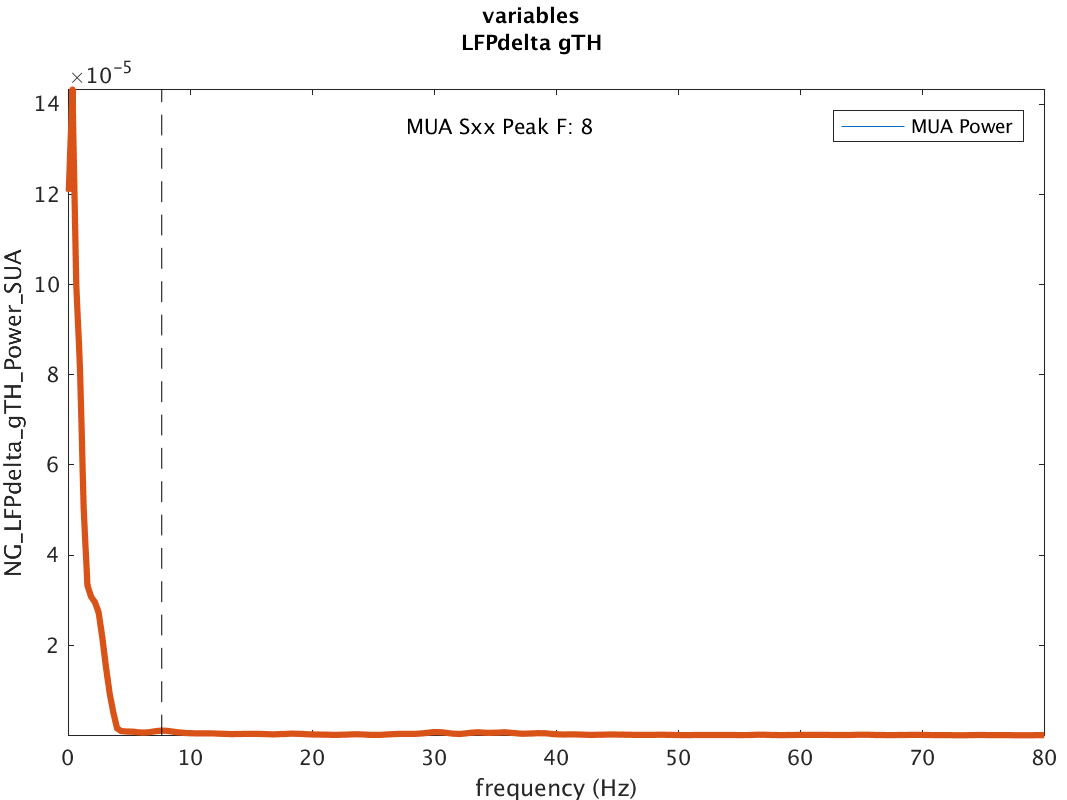 variables
LFPdelta gTH
×10⁻⁵
MUA Sxx Peak F: 8
MUA Power
14
12
10
8
6
4
2
NG_LFPdelta_gTH_Power_SUA
0 10 20 30 40 50 60 70 80
frequency (Hz)